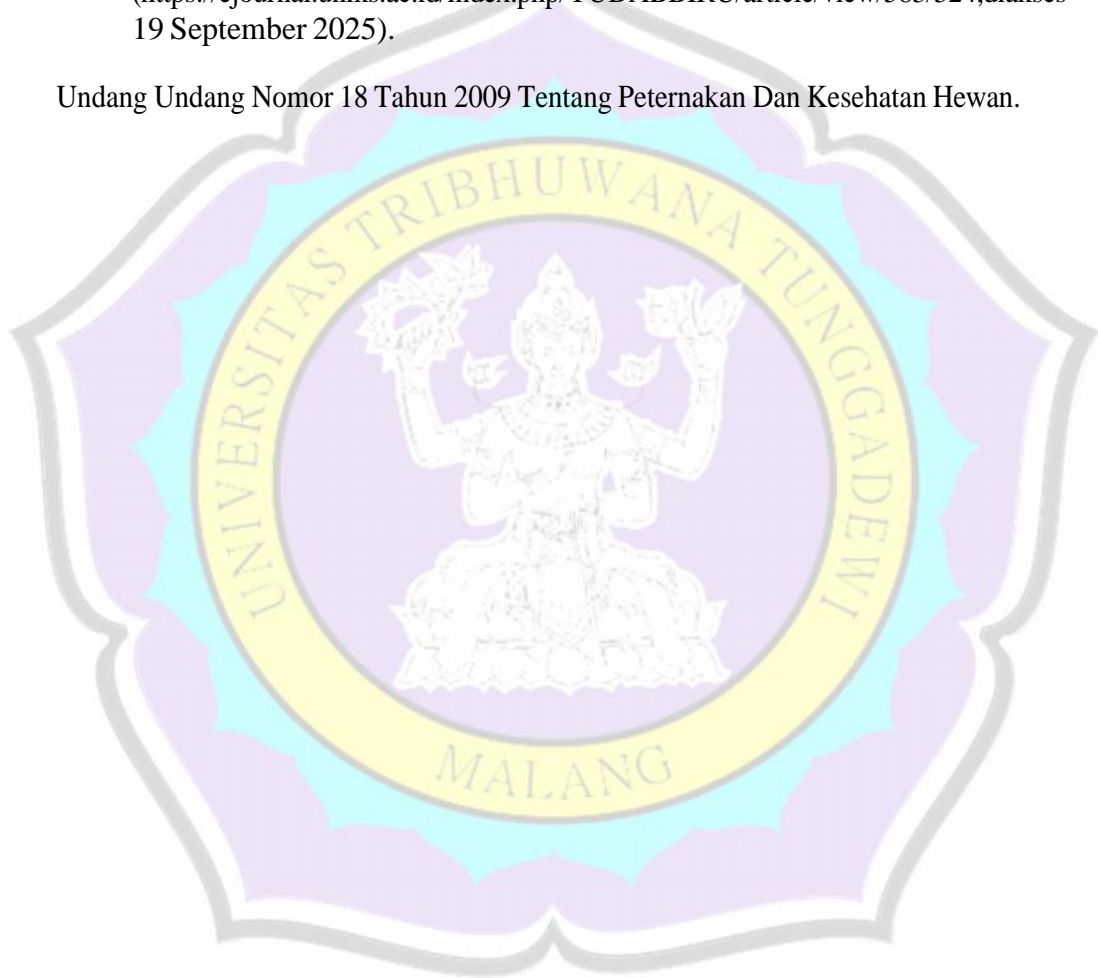 19 September 2025).
Undang Undang Nomor 18 Tahun 2009 Tentang Peternakan Dan Kesehatan Hewan.
UNIVERSITAS TRIBHUWANA TUNGGADEWI
MALANG